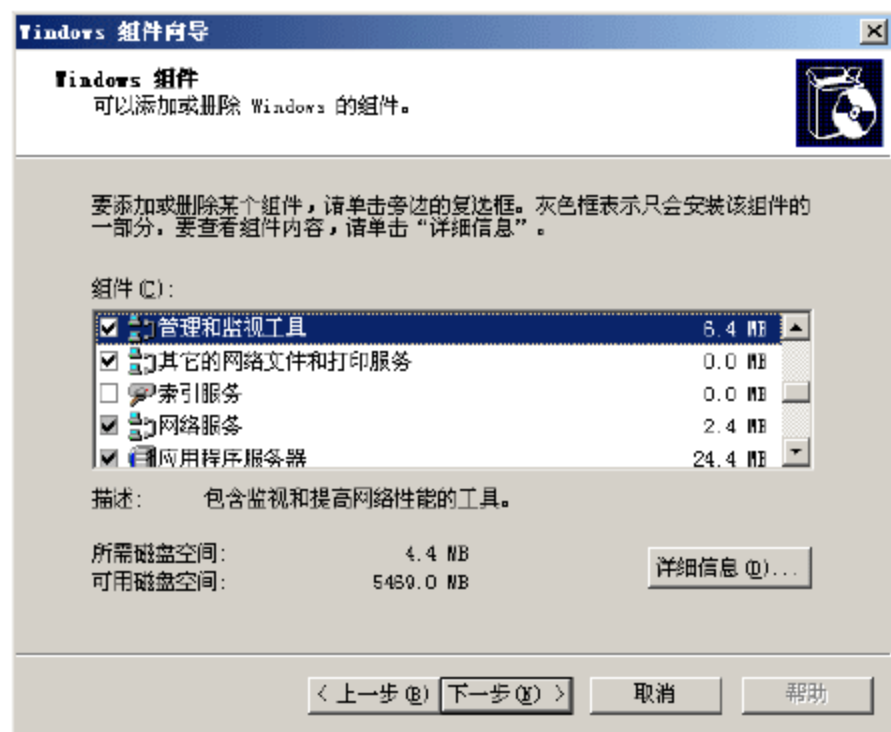 Windows 组件向导
Windows 组件
可以添加或删除 Windows 的组件。
要添加或删除某个组件，请单击旁边的复选框。灰色框表示只会安装该组件的
一部分。要查看组件内容，请单击“详细信息”。
组件(C):
管理和监视工具 6.4 MB
其它的网络文件和打印服务 0.0 MB
索引服务 0.0 MB
网络服务 2.4 MB
应用程序服务器 24.4 MB
描述: 包含监视和提高网络性能的工具。
所需磁盘空间: 4.4 MB
可用磁盘空间: 5469.0 MB
详细信息(D)...
< 上一步(B) 下一步(N) > 取消 帮助